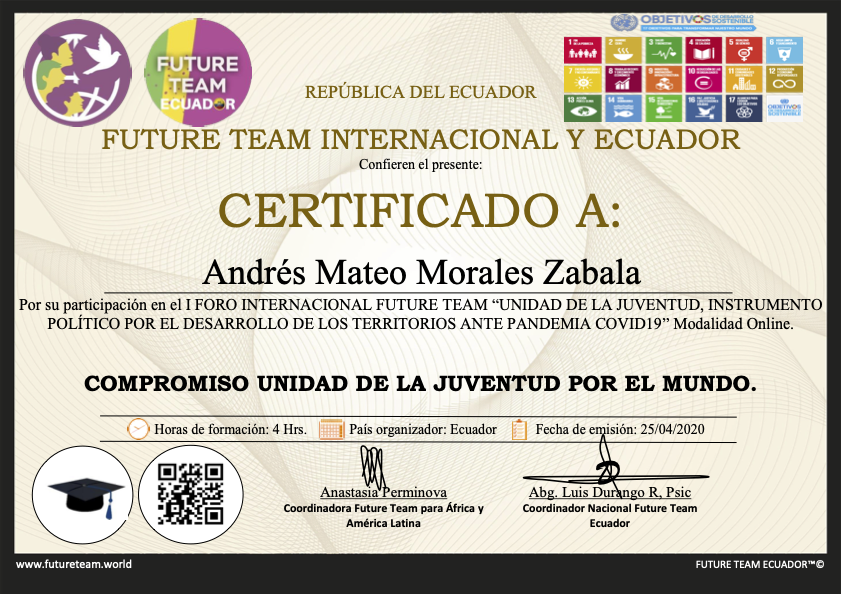 FUTURE
TEAM
ECUADOR
OBJETIVOS DE DESARROLLO SOSTENIBLE
REPÚBLICA DEL ECUADOR
FUTURE TEAM INTERNACIONAL Y ECUADOR
Confieren el presente:
CERTIFICADO A:
Andrés Mateo Morales Zabala
Por su participación en el I FORO INTERNACIONAL FUTURE TEAM “UNIDAD DE LA JUVENTUD, INSTRUMENTO
POLÍTICO POR EL DESARROLLO DE LOS TERRITORIOS ANTE PANDEMIA COVID19” Modalidad Online.
COMPROMISO UNIDAD DE LA JUVENTUD POR EL MUNDO.
Horas de formación: 4 Hrs. País organizador: Ecuador Fecha de emisión: 25/04/2020
Anastasia Perminova Abg. Luis Durango R, Psic
Coordinadora Future Team para África y Coordinador Nacional Future Team
América Latina Ecuador
www.futureteam.world FUTURE TEAM ECUADOR™©